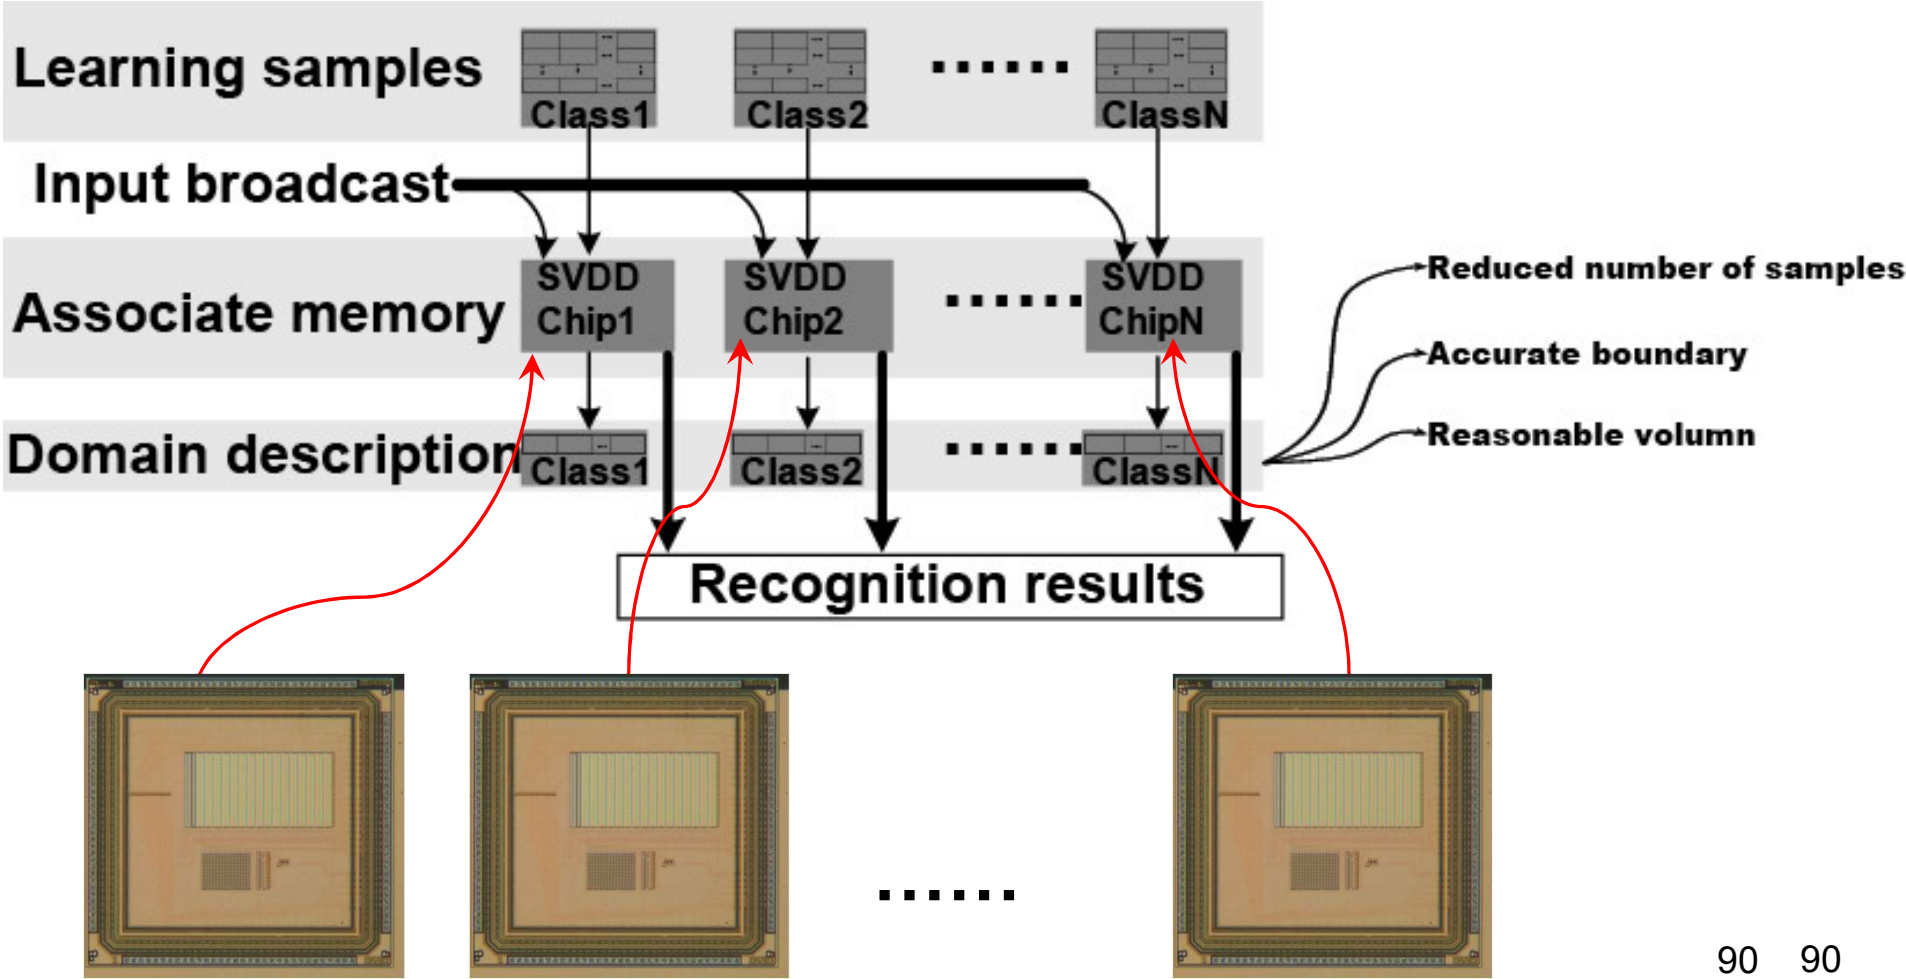 Learning samples
Class1
Class2
ClassN
Input broadcast
Associate memory
SVDD
Chip1
SVDD
Chip2
SVDD
ChipN
Reduced number of samples
Accurate boundary
Reasonable volumn
Domain description
Class1
Class2
ClassN
Recognition results
90 90